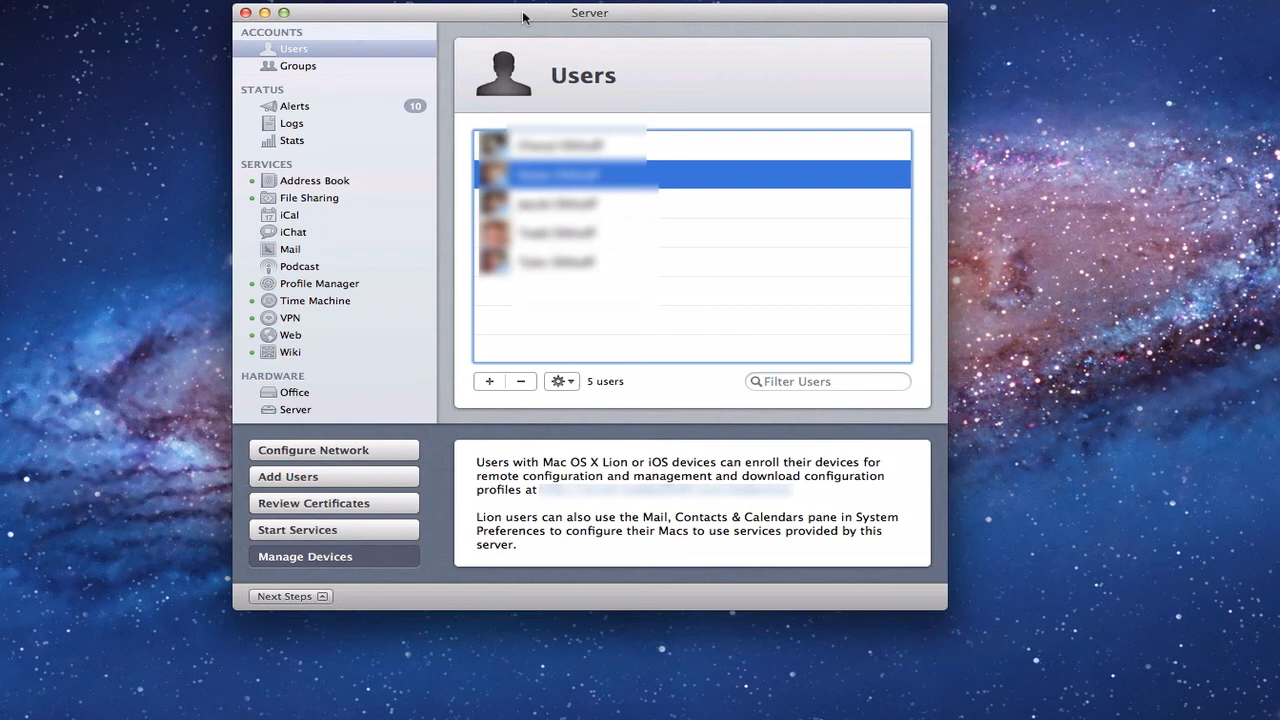 Server
ACCOUNTS
Users
Groups
STATUS
Alerts 10
Logs
Stats
SERVICES
Address Book
File Sharing
iCal
iChat
Mail
Podcast
Profile Manager
Time Machine
VPN
Web
Wiki
HARDWARE
Office
Server
Users
+ − 5 users Filter Users
Configure Network
Add Users
Review Certificates
Start Services
Manage Devices
Users with Mac OS X Lion or iOS devices can enroll their devices for
remote configuration and management and download configuration
profiles at
Lion users can also use the Mail, Contacts & Calendars pane in System
Preferences to configure their Macs to use services provided by this
server.
Next Steps